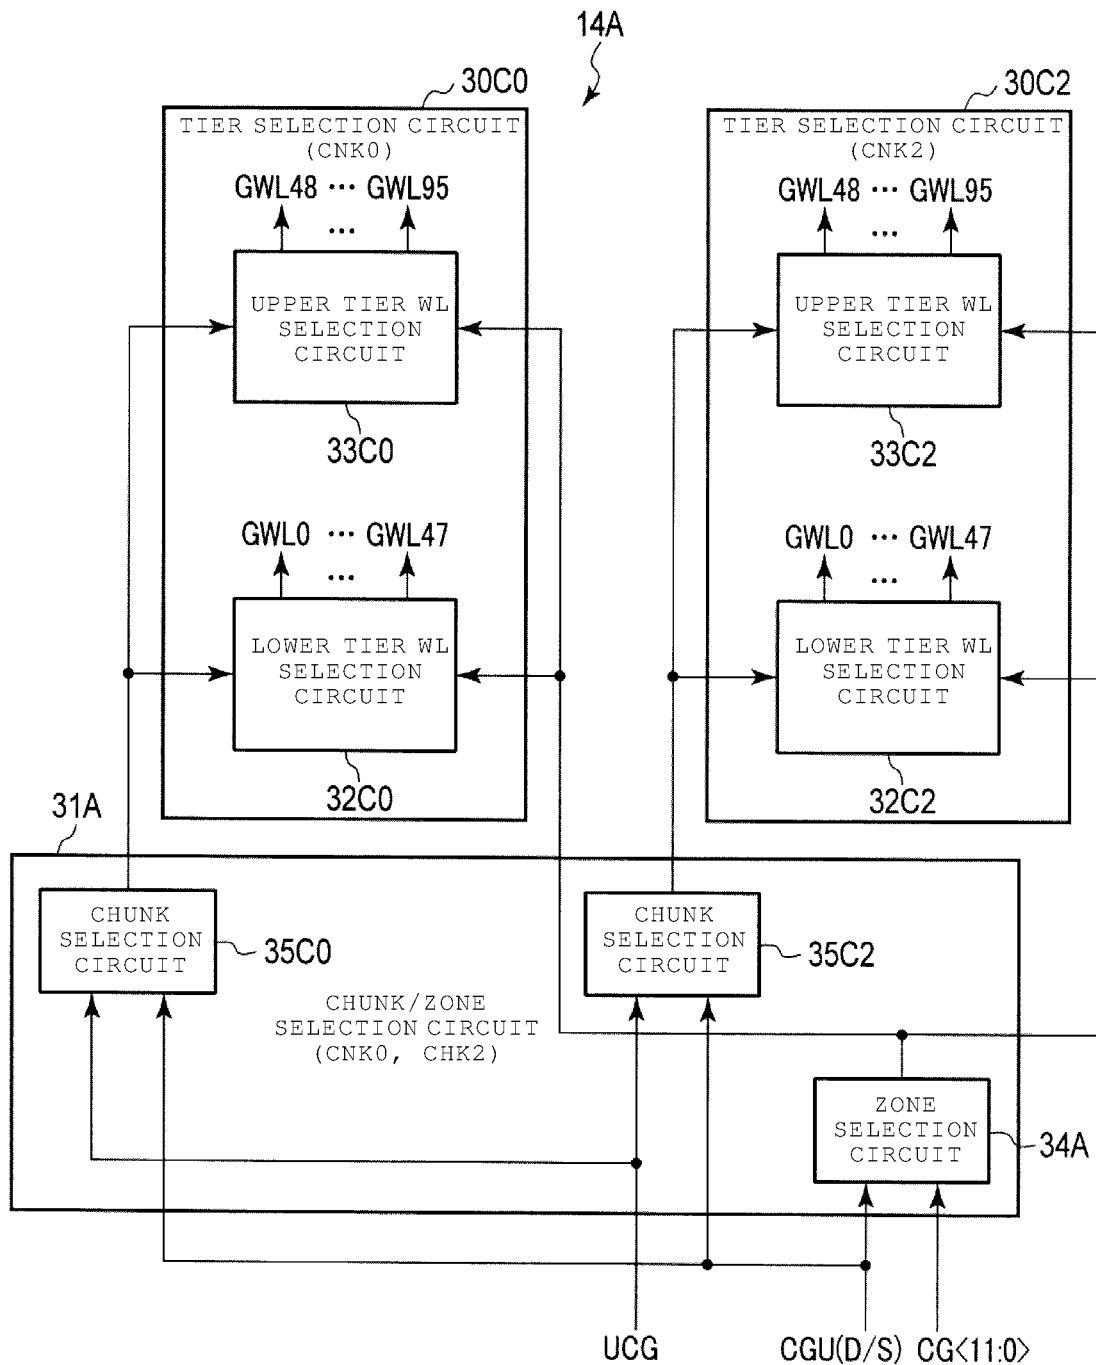 14A
30C0
30C2
TIER SELECTION CIRCUIT
(CNK0)
TIER SELECTION CIRCUIT
(CNK2)
GWL48 ... GWL95
...
GWL48 ... GWL95
...
UPPER TIER WL
SELECTION
CIRCUIT
UPPER TIER WL
SELECTION
CIRCUIT
33C0
33C2
GWL0 ... GWL47
...
GWL0 ... GWL47
...
LOWER TIER WL
SELECTION
CIRCUIT
LOWER TIER WL
SELECTION
CIRCUIT
32C0
32C2
31A
CHUNK
SELECTION
CIRCUIT
35C0
CHUNK
SELECTION
CIRCUIT
35C2
CHUNK/ZONE
SELECTION CIRCUIT
(CNK0, CHK2)
ZONE
SELECTION
CIRCUIT
34A
UCG
CGU(D/S)
CG<11:0>